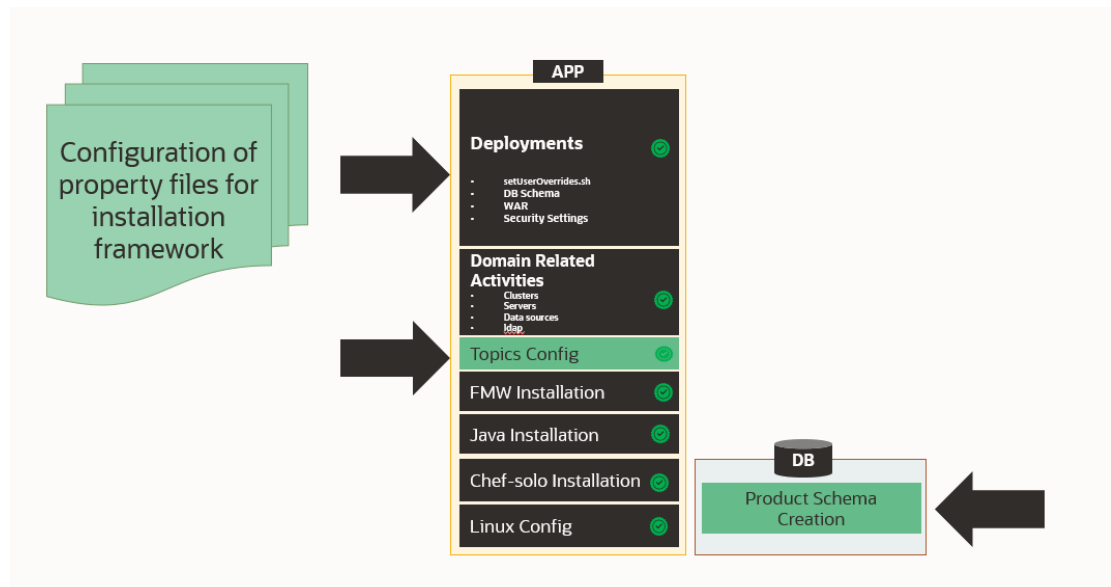 Configuration of
property files for
installation
framework
APP
Deployments
• setUserOverrides.sh
• DB Schema
• WAR
• Security Settings
Domain Related
Activities
• Clusters
• Servers
• Data sources
• ldap
Topics Config
FMW Installation
Java Installation
Chef-solo Installation
Linux Config
DB
Product Schema
Creation